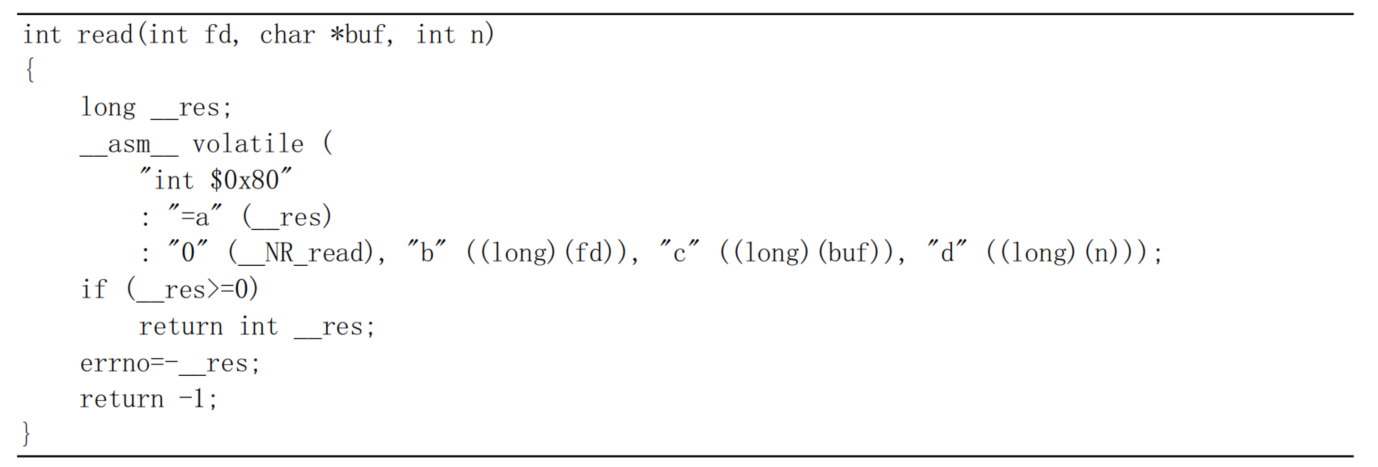 int read(int fd, char *buf, int n)
{
    long __res;
    __asm__ volatile (
        "int $0x80"
        : "=a" (__res)
        : "0" (__NR_read), "b" ((long)(fd)), "c" ((long)(buf)), "d" ((long)(n)));
    if (__res>=0)
        return int __res;
    errno=-__res;
    return -1;
}